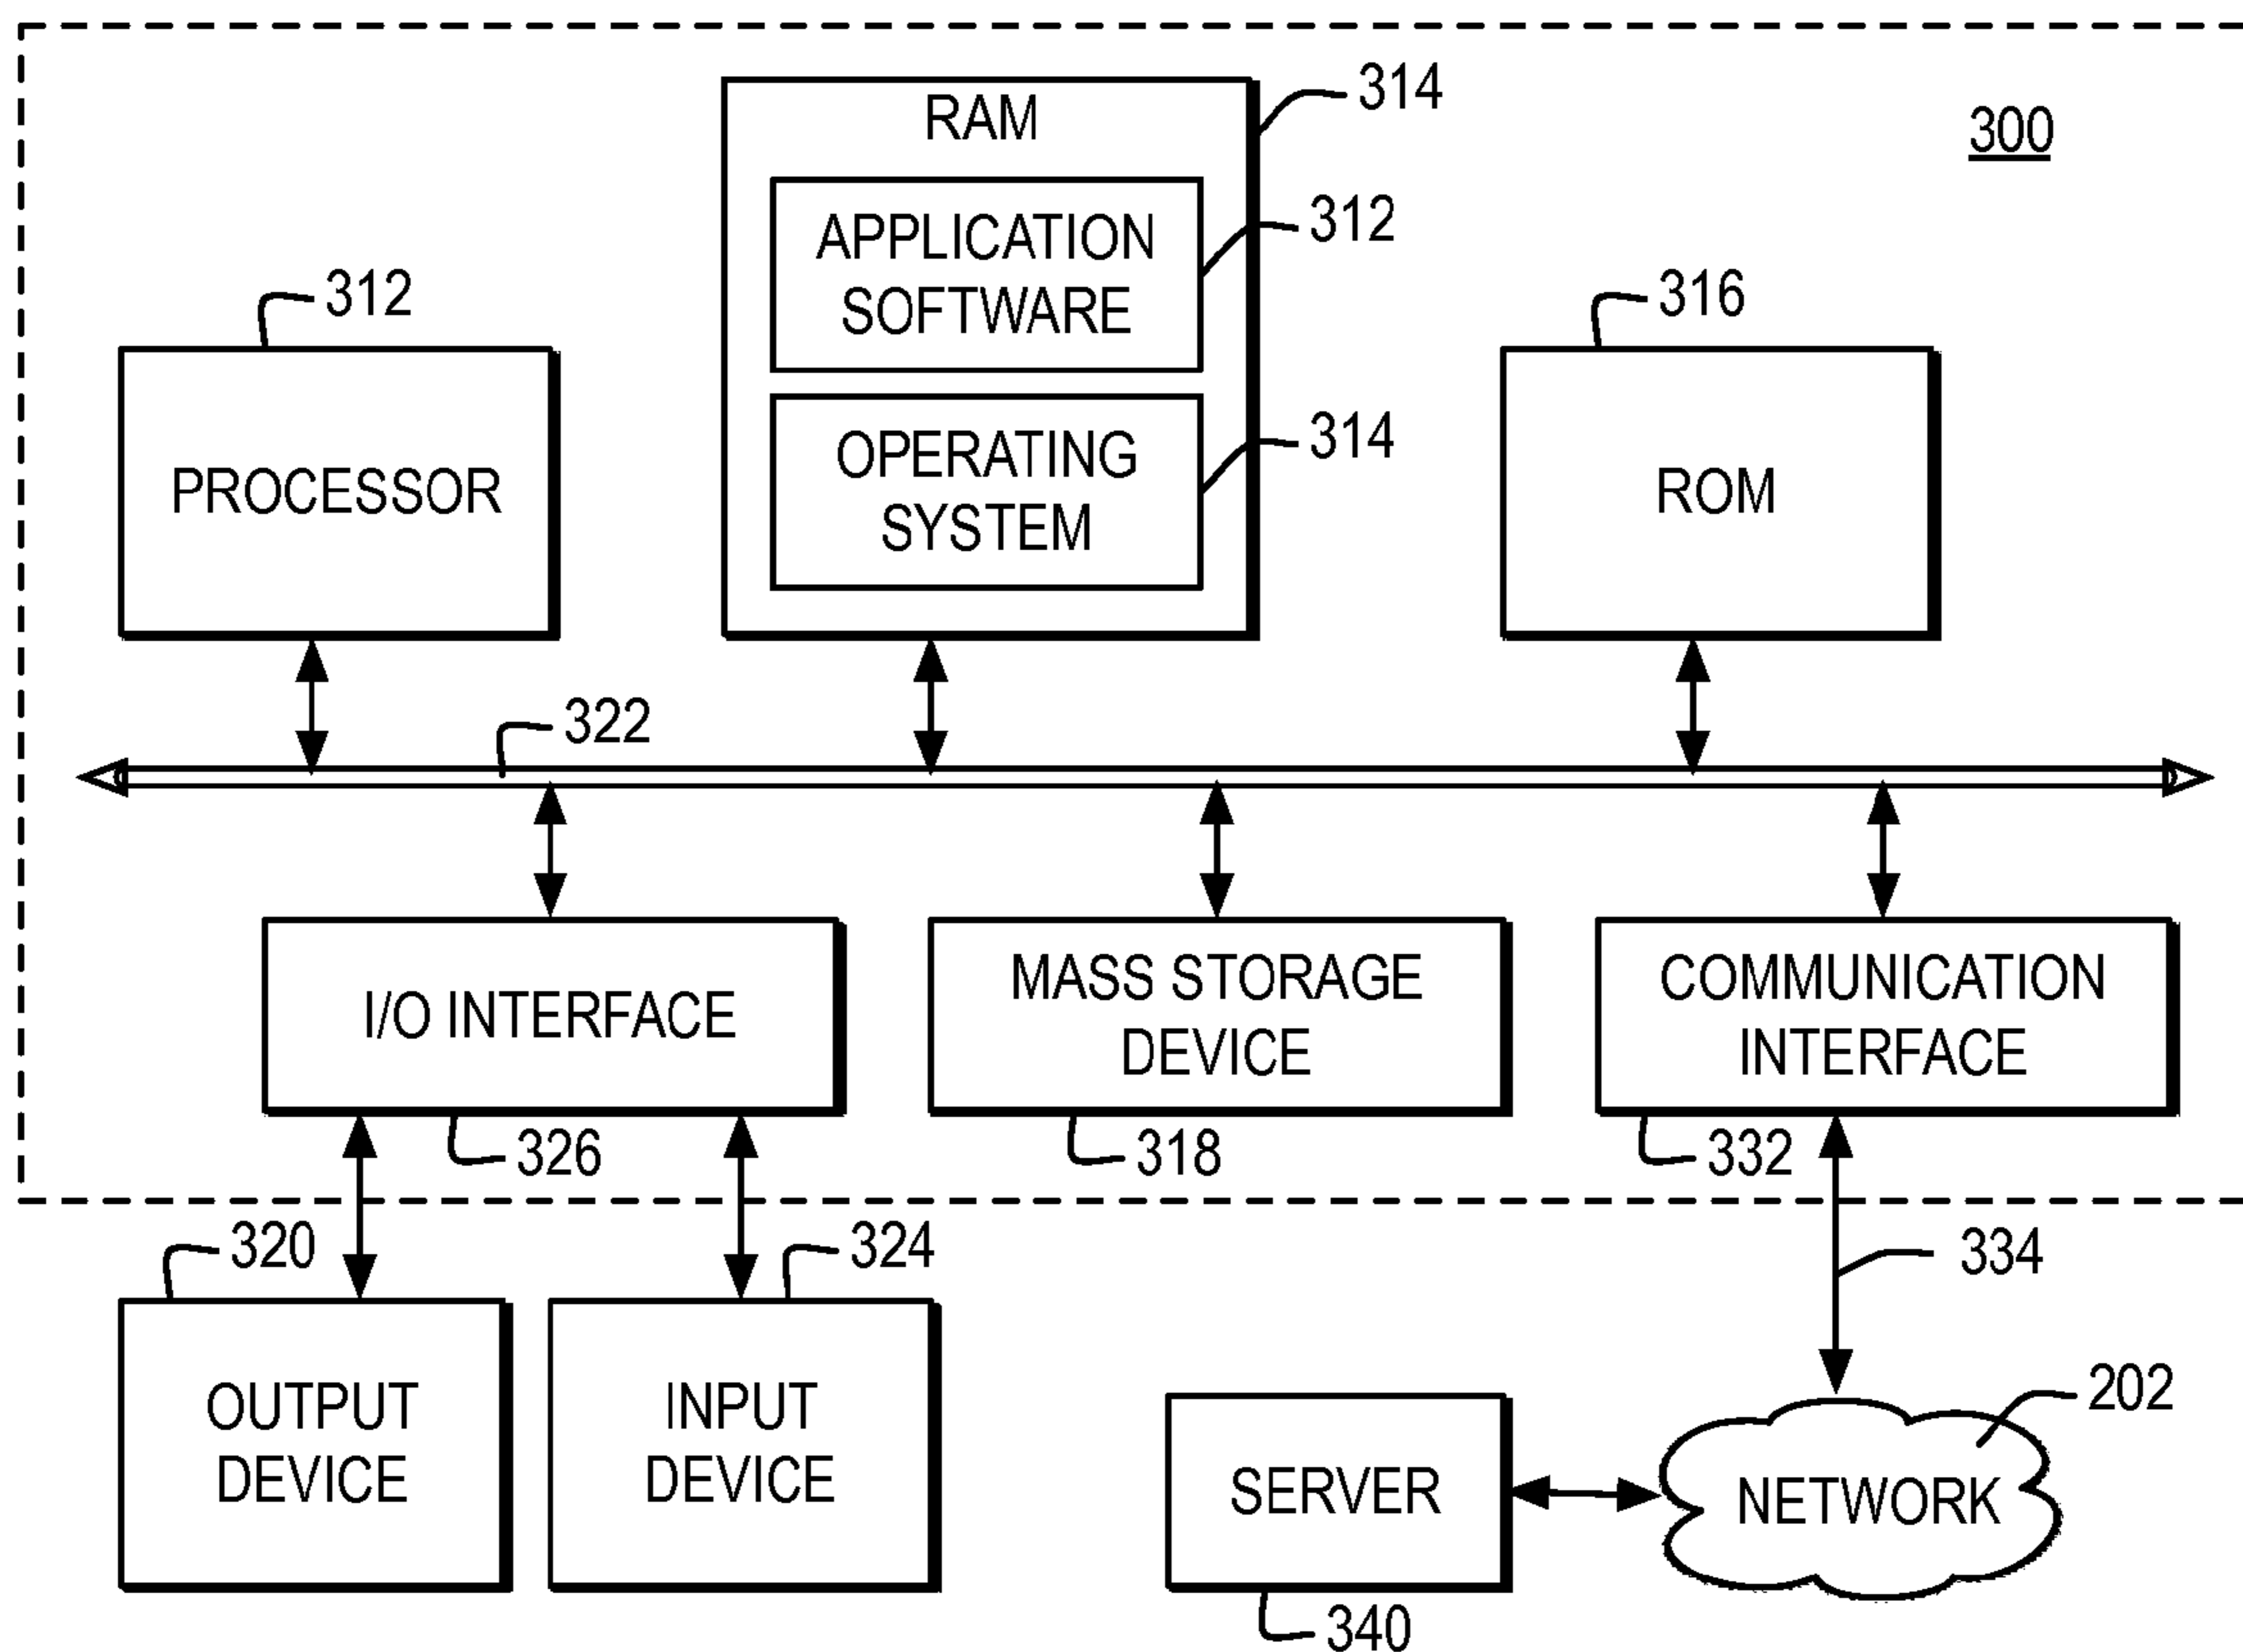 RAM
314
300
APPLICATION
SOFTWARE
312
312
316
OPERATING
SYSTEM
314
PROCESSOR
ROM
322
I/O INTERFACE
MASS STORAGE
DEVICE
COMMUNICATION
INTERFACE
326
318
332
320
324
334
OUTPUT
DEVICE
INPUT
DEVICE
SERVER
NETWORK
202
340